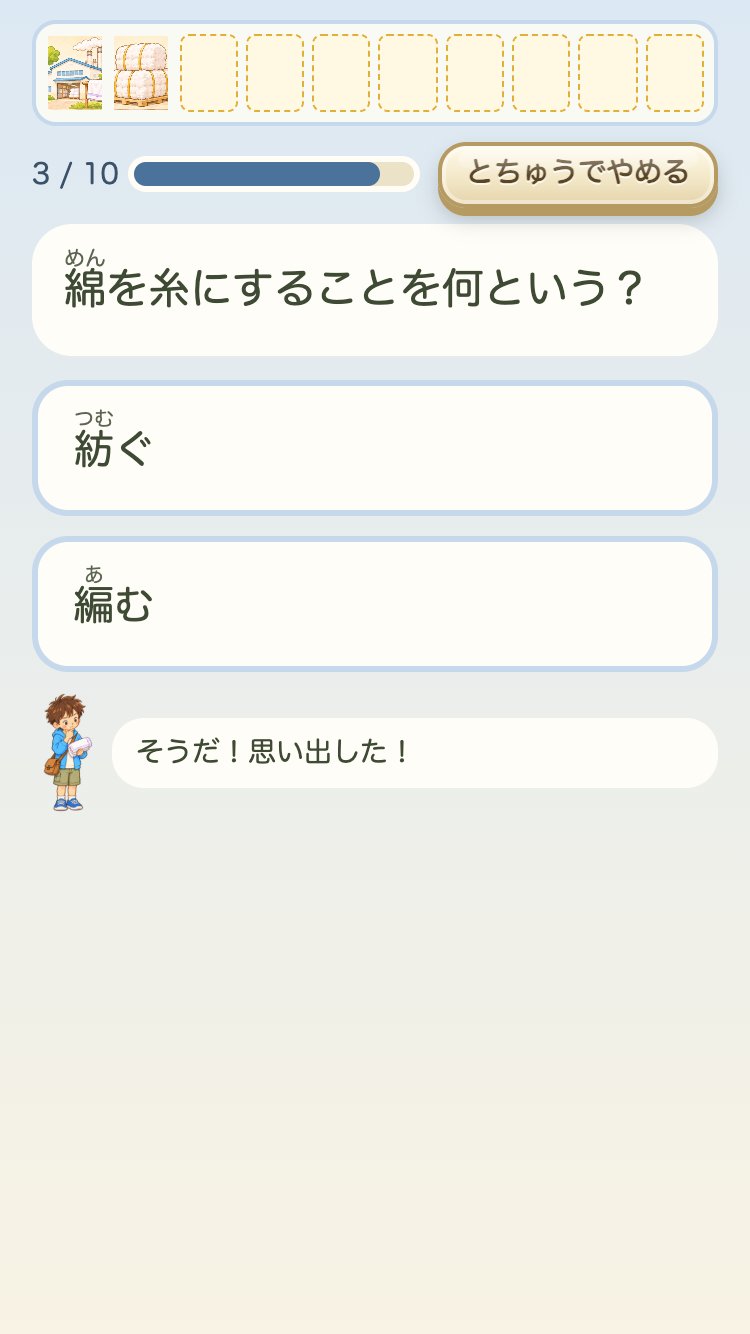 3 / 10
とちゅうでやめる
めん
綿を糸にすることを何という？
つむ
紡ぐ
あ
編む
そうだ！思い出した！